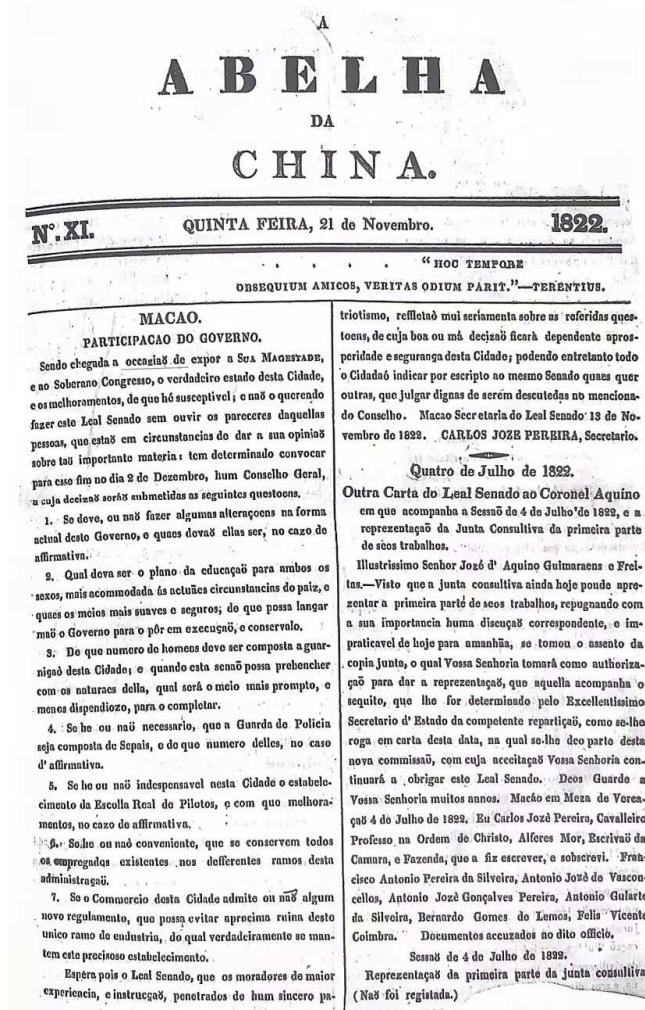 A
ABELHA
DA
CHINA.
Nº. XI. QUINTA FEIRA, 21 de Novembro. 1822.
. . . . "HOC TEMPORE
OBSEQUIUM AMICOS, VERITAS ODIUM PARIT."—TERENTIUS.
MACAO.
PARTICIPACAO DO GOVERNO.
Sendo chegada a occaziaõ de expor a SUA MAGESTADE,
e ao Soberano Congresso, o verdadeiro estado desta Cidade,
e os melhoramentos, de que hé susceptivel; e naõ o querendo
fazer este Leal Senado sem ouvir os pareceres daquellas
pessoas, que estaõ em circunstancias de dar a sua opiniaõ
sobre taõ importante materia: tem determinado convocar
para esse fim no dia 2 de Dezembro, hum Conselho Geral,
a cuja decizaõ seràõ submetidas as seguintes questoens.
1. Se deve, ou naõ fazer algumas alteraçoens na forma
actual deste Governo, e quaes devaõ ellas ser, no cazo de
affirmativa.
2. Qual deva ser o plano da educaçaõ para ambos os
sexos, mais accommodada ás actuães circunstancias do paiz, e
quaes os meios mais suaves e seguros; de que possa lançar
maõ o Governo para o pôr em execuçaõ, e conservalo.
3. De que numero de homens deve ser composta a guar-
niçaõ desta Cidade; e quando esta senaõ possa prehencher
com os naturaes della, qual será o meio mais prompto, e
menos dispendiozo, para o completar.
4. Se he ou naõ necessario, que a Guarda de Policia
seja composta de Sepais, e de que numero delles, no caso
d'affirmativa.
5. Se he ou naõ indespensavel nesta Cidade o estabele-
cimento da Escolla Real de Pilotos, e com que melhora-
mentos, no cazo de affirmativa.
6. Se he ou naõ conveniente, que se conservem todos
os empregados existentes nos defferentes ramos desta
administraçaõ.
7. Se o Commercio desta Cidade admite ou naõ algum
novo regulamento, que possa evitar aprocima ruina desto
unico ramo de endustria, do qual verdadeiramente se man-
tem este precioso estabelecimento.
Espéra pois o Leal Senado, que os moradores de maior
experiencia, e instrucçaõ, penetrados de hum sincero pa-
triotismo, refletaõ mui seriamente sobre as referidas ques-
toens, de cuja boa ou má decizaõ ficará dependente apros-
peridade e segurança desta Cidade; podendo entretanto todo
o Cidadaõ indicar por escripto ao mesmo Senado quaes quer
outras, que julgar dignas de serem descutedas no menciona-
do Conselho. Macao Secretaria do Leal Senado 13 de No-
vembro de 1822. CARLOS JOZE PEREIRA, Secretario.
Quatro de Julho de 1822.
Outra Carta do Leal Senado ao Coronel Aquino
em que acompanha a Sessaõ de 4 de Julho de 1822, e a
reprezentaçaõ da Junta Consultiva da primeira parte
de sèos trabalhos.
Illustrissimo Senhor Jozé d' Aquino Guimaraens e Frei-
tas.—Visto que a junta consultiva ainda hoje poude apre-
zentar a primeira parté de seos trabalhos, repugnando com
a sua importancia huma discuçaõ correspondente, e im-
praticavel de hoje para amanhãa, se tomou o assento da
copia junta, o qual Vossa Senhoria tomará como authoriza-
çaõ para dar a reprezentaçaõ, que aquella acompanha o
sequito, que lhe for determinado pelo Excellentissimo
Secretario d' Estado da competente repartiçaõ, como se-lhe
roga em carta desta data, na qual se-lhe deo parte desta
nova commissaõ, com cuja acceitaçaõ Vossa Senhoria con-
tinuará a obrigar este Leal Senado. Deos Guarde a
Vossa Senhoria muitos annos. Macáo em Meza de Verea-
çaõ 4 de Julho de 1822. Eu Carlos Jozè Pereira, Cavalleiro
Professo na Ordem de Christo, Alferes Mor, Escrivaõ da
Camara, e Fazenda, que a fiz escrever, e sobscrevi. Fran-
cisco Antonio Pereira da Silveira, Antonio Jozè de Vascon-
cellos, Antonio Jozè Gonçalves Pereira, Antonio Gularte
da Silveira, Bernardo Gomes de Lemos, Felis Vicente
Coimbra. Documentos accuzados no dito officio.
Sessaõ de 4 de Julho de 1822.
Reprezentaçaõ da primeira parte da junta consultiva
(Naõ foi registada.)